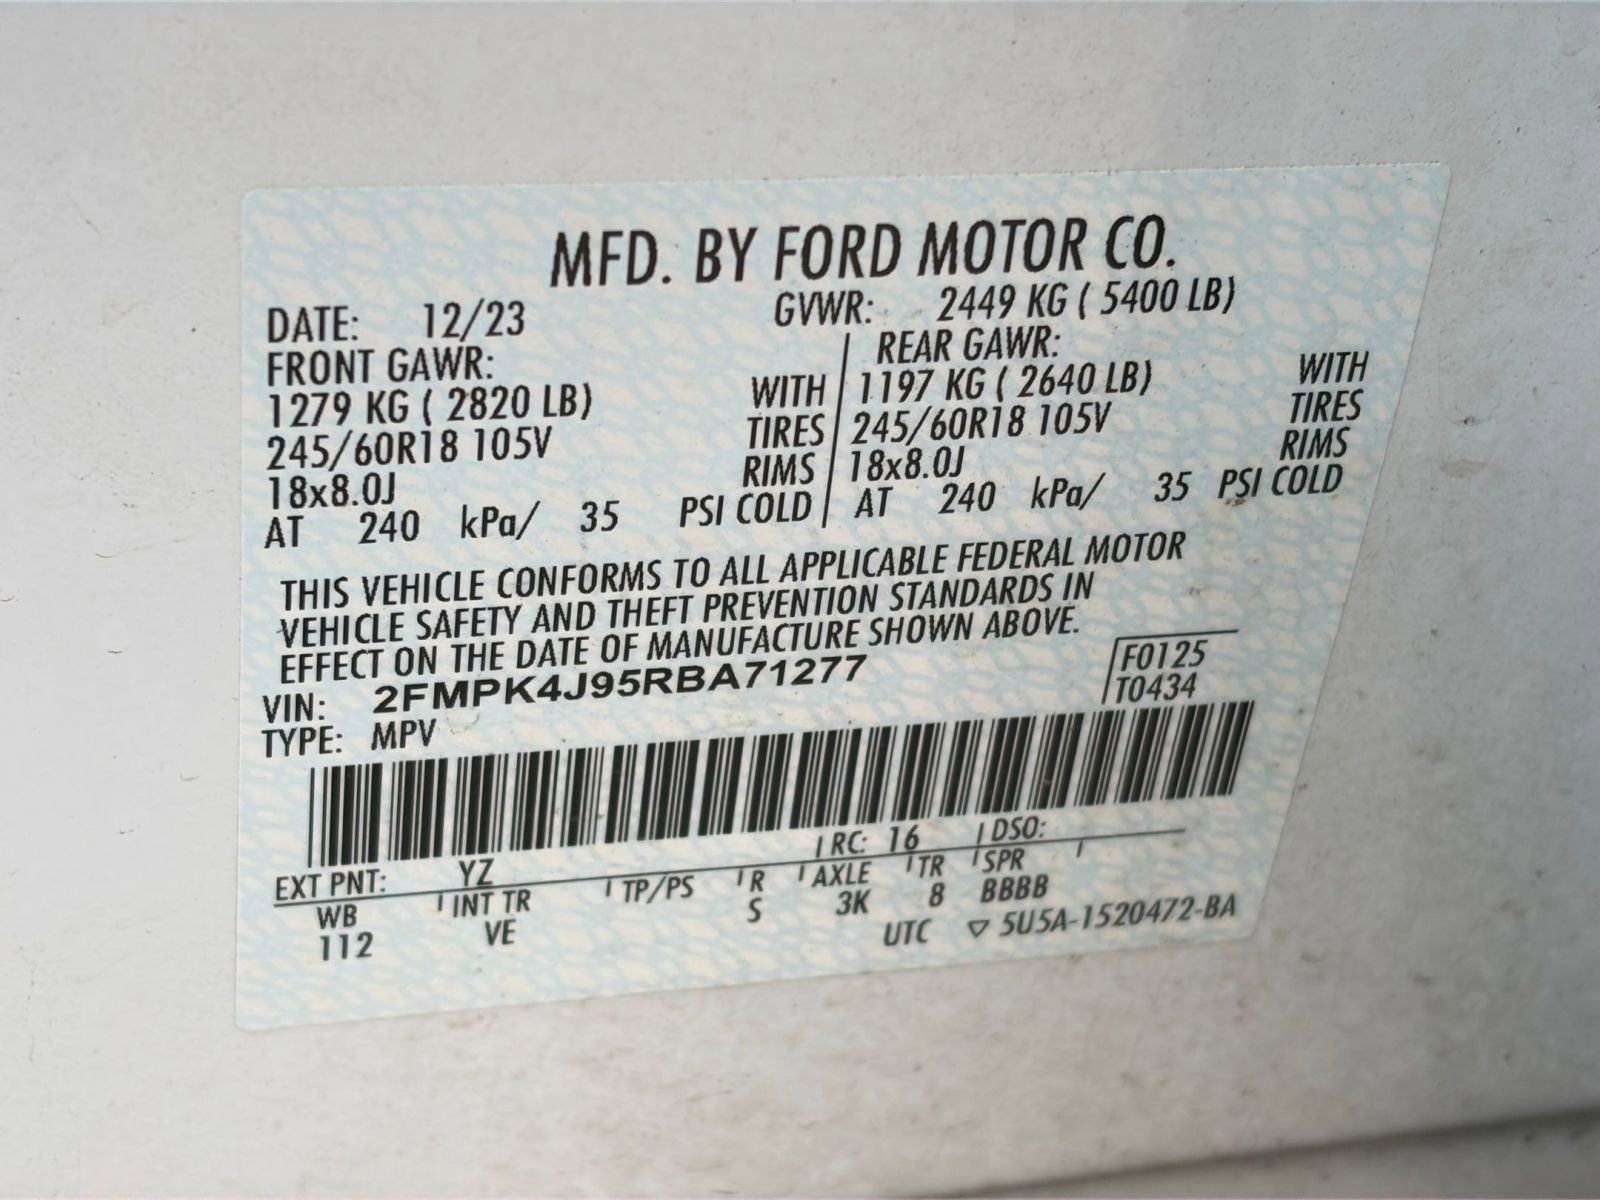 MFD. BY FORD MOTOR CO.
DATE: 12/23 GVWR: 2449 KG ( 5400 LB)
FRONT GAWR: REAR GAWR:
1279 KG ( 2820 LB) WITH 1197 KG ( 2640 LB) WITH
245/60R18 105V TIRES 245/60R18 105V TIRES
18x8.0J RIMS 18x8.0J RIMS
AT 240 kPa/ 35 PSI COLD AT 240 kPa/ 35 PSI COLD
THIS VEHICLE CONFORMS TO ALL APPLICABLE FEDERAL MOTOR
VEHICLE SAFETY AND THEFT PREVENTION STANDARDS IN
EFFECT ON THE DATE OF MANUFACTURE SHOWN ABOVE.
VIN: 2FMPK4J95RBA71277 F0125
TYPE: MPV T0434
EXT PNT: YZ RC: 16 DSO:
WB INT TR TP/PS R AXLE TR SPR
112 VE S 3K 8 BBBB
UTC ▽ 5U5A-1520472-BA